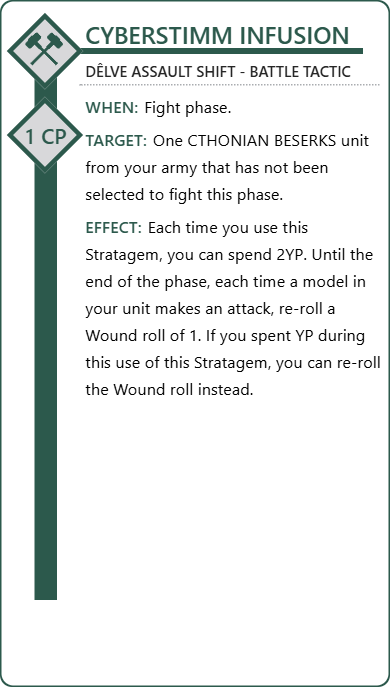 CYBERSTIMM INFUSION
DÊLVE ASSAULT SHIFT - BATTLE TACTIC
1 CP
WHEN: Fight phase.
TARGET: One CTHONIAN BESERKS unit
from your army that has not been
selected to fight this phase.
EFFECT: Each time you use this
Stratagem, you can spend 2YP. Until the
end of the phase, each time a model in
your unit makes an attack, re-roll a
Wound roll of 1. If you spent YP during
this use of this Stratagem, you can re-roll
the Wound roll instead.